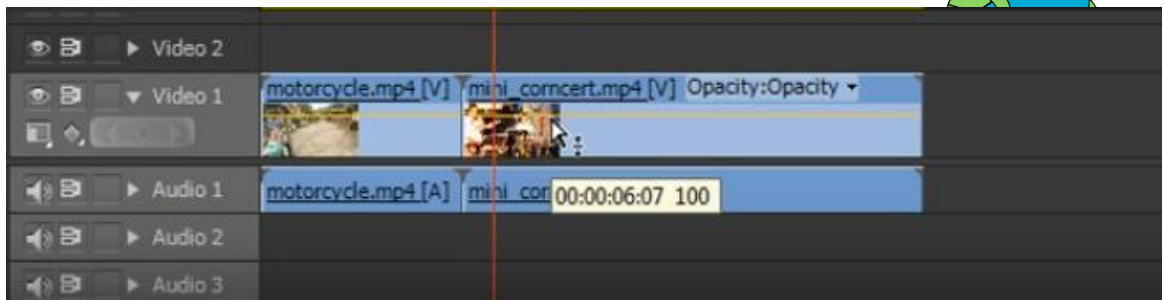 Video 2
Video 1
motorcycle.mp4 [V] mini_corncert.mp4 [V] Opacity:Opacity
Audio 1
motorcycle.mp4 [A] mini_cor
00:00:06:07 100
Audio 2
Audio 3